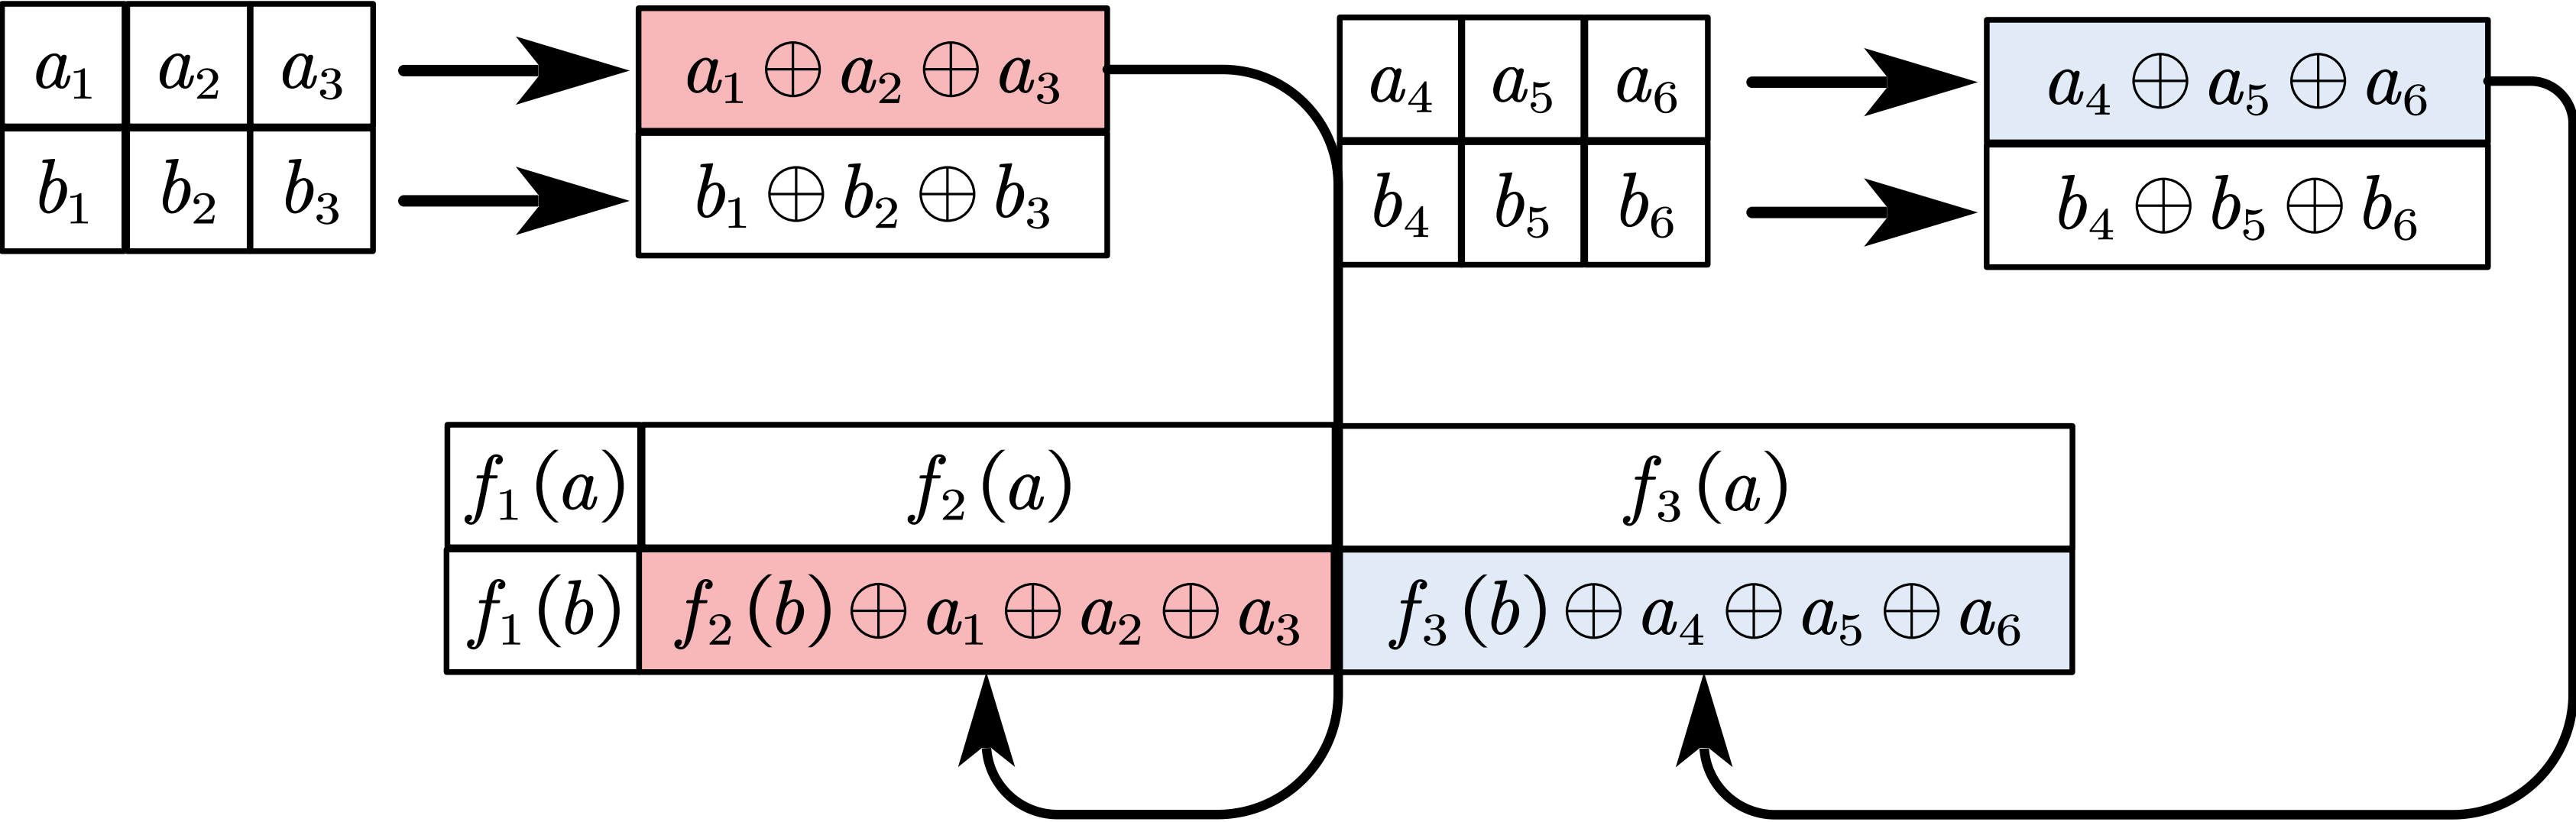 a₁ a₂ a₃ a₁ ⊕ a₂ ⊕ a₃ a₄ a₅ a₆ a₄ ⊕ a₅ ⊕ a₆
b₁ b₂ b₃ b₁ ⊕ b₂ ⊕ b₃ b₄ b₅ b₆ b₄ ⊕ b₅ ⊕ b₆
f₁(a) f₂(a) f₃(a)
f₁(b) f₂(b) ⊕ a₁ ⊕ a₂ ⊕ a₃ f₃(b) ⊕ a₄ ⊕ a₅ ⊕ a₆